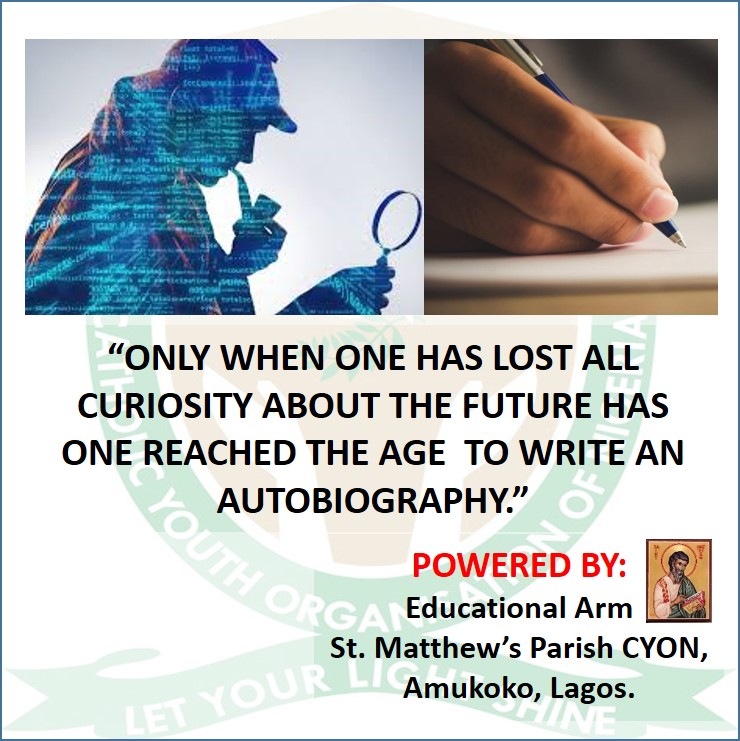 “ONLY WHEN ONE HAS LOST ALL
CURIOSITY ABOUT THE FUTURE HAS
ONE REACHED THE AGE TO WRITE AN
AUTOBIOGRAPHY.”
POWERED BY:
Educational Arm
St. Matthew’s Parish CYON,
Amukoko, Lagos.
CATHOLIC YOUTH ORGANISATION OF NIGERIA
LET YOUR LIGHT SHINE